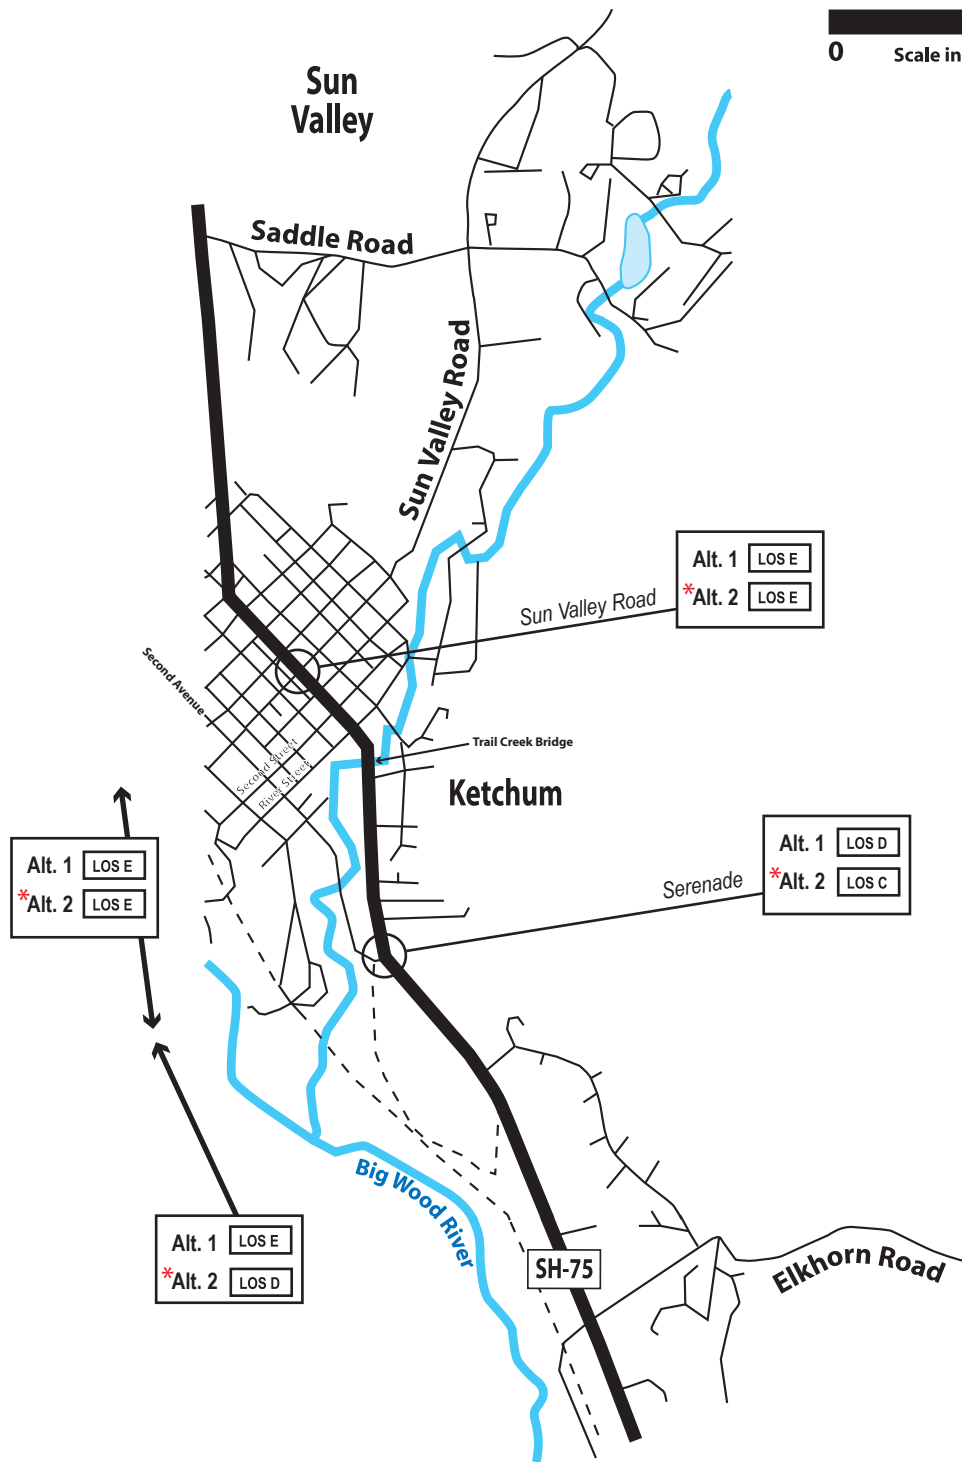 0 Scale in
Sun
Valley
Saddle Road
Sun Valley Road
Alt. 1 LOS E
*Alt. 2 LOS E
Sun Valley Road
Second Avenue
Second Street
River Street
Trail Creek Bridge
Ketchum
Alt. 1 LOS E
*Alt. 2 LOS E
Alt. 1 LOS D
*Alt. 2 LOS C
Serenade
Big Wood River
Alt. 1 LOS E
*Alt. 2 LOS D
SH-75
Elkhorn Road